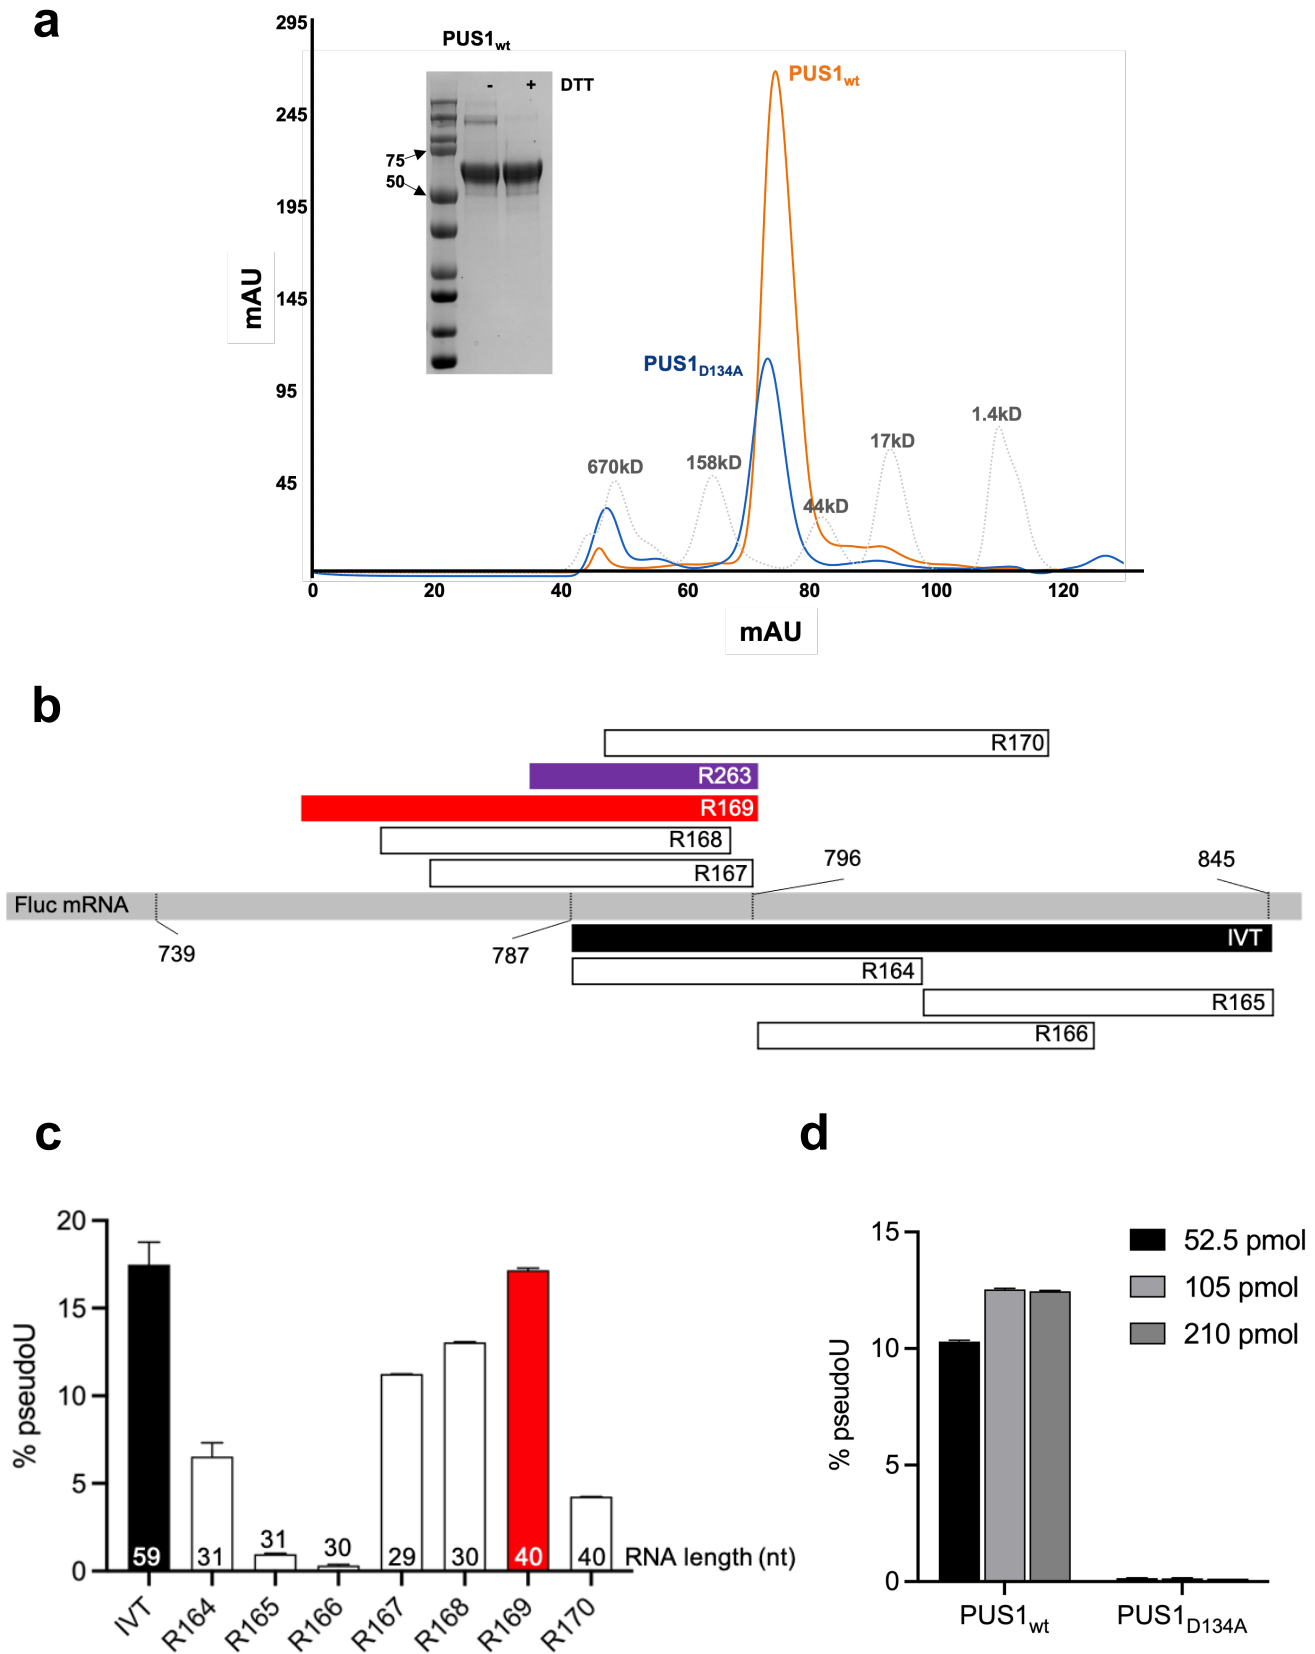 a
295
245
195
145
95
45
mAU
PUS1wt
- + DTT
75
50
PUS1wt
PUS1D134A
670kD
158kD
44kD
17kD
1.4kD
0 20 40 60 80 100 120
mAU
b
R170
R263
R169
R168
R167
796
845
Fluc mRNA
739
787
IVT
R164
R165
R166
c
% pseudoU
20
15
10
5
0
59 31 31 30 29 30 40 40 RNA length (nt)
IVT R164 R165 R166 R167 R168 R169 R170
d
% pseudoU
15
10
5
0
52.5 pmol
105 pmol
210 pmol
PUS1wt PUS1D134A